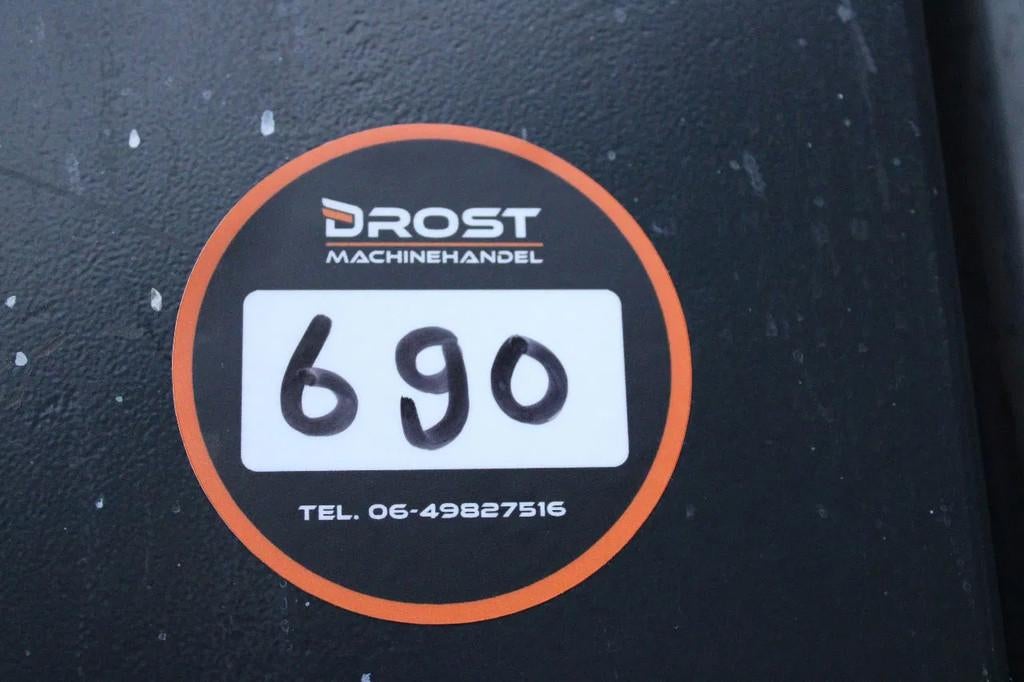 DROST
MACHINEHANDEL
690
TEL. 06-49827516